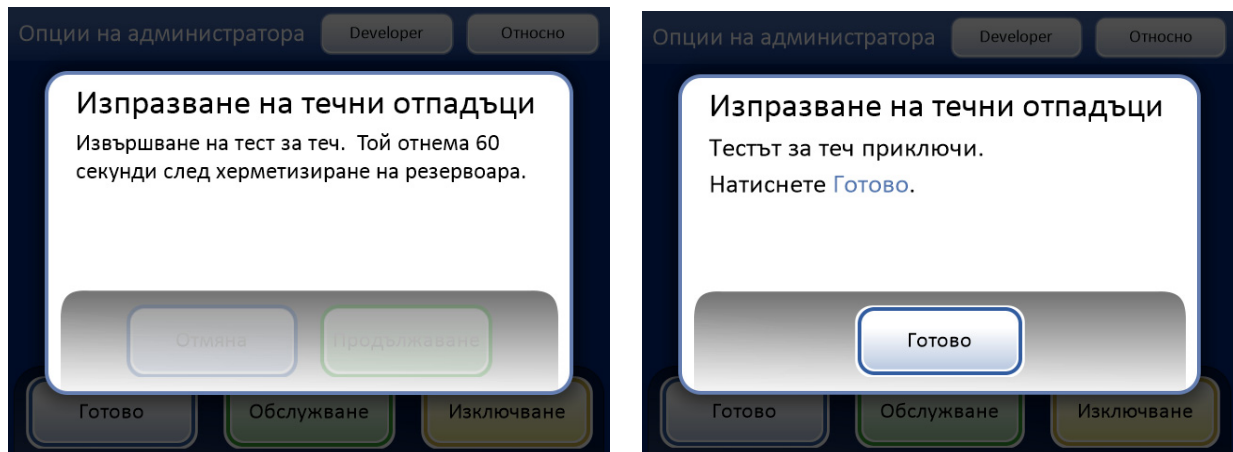 Опции на администратора
Developer
Относно
Изпразване на течни отпадъци
Извършване на тест за теч. Той отнема 60
секунди след херметизиране на резервоара.
Отмяна
Продължаване
Готово
Обслужване
Изключване
Опции на администратора
Developer
Относно
Изпразване на течни отпадъци
Тестът за теч приключи.
Натиснете Готово.
Готово
Готово
Обслужване
Изключване